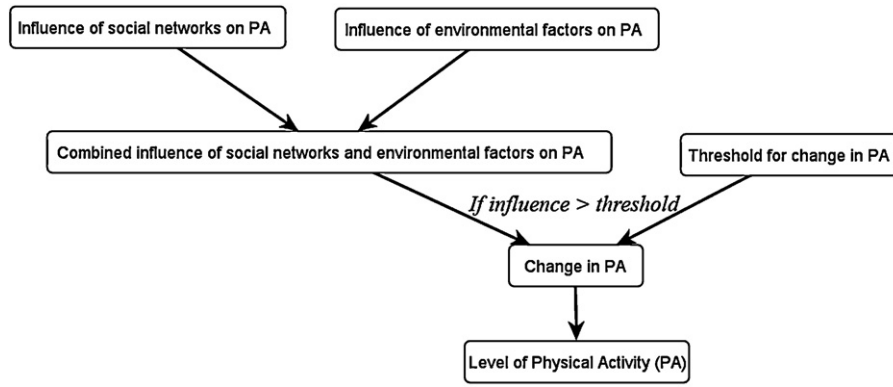 Influence of social networks on PA
Influence of environmental factors on PA
Combined influence of social networks and environmental factors on PA
Threshold for change in PA
If influence > threshold
Change in PA
Level of Physical Activity (PA)